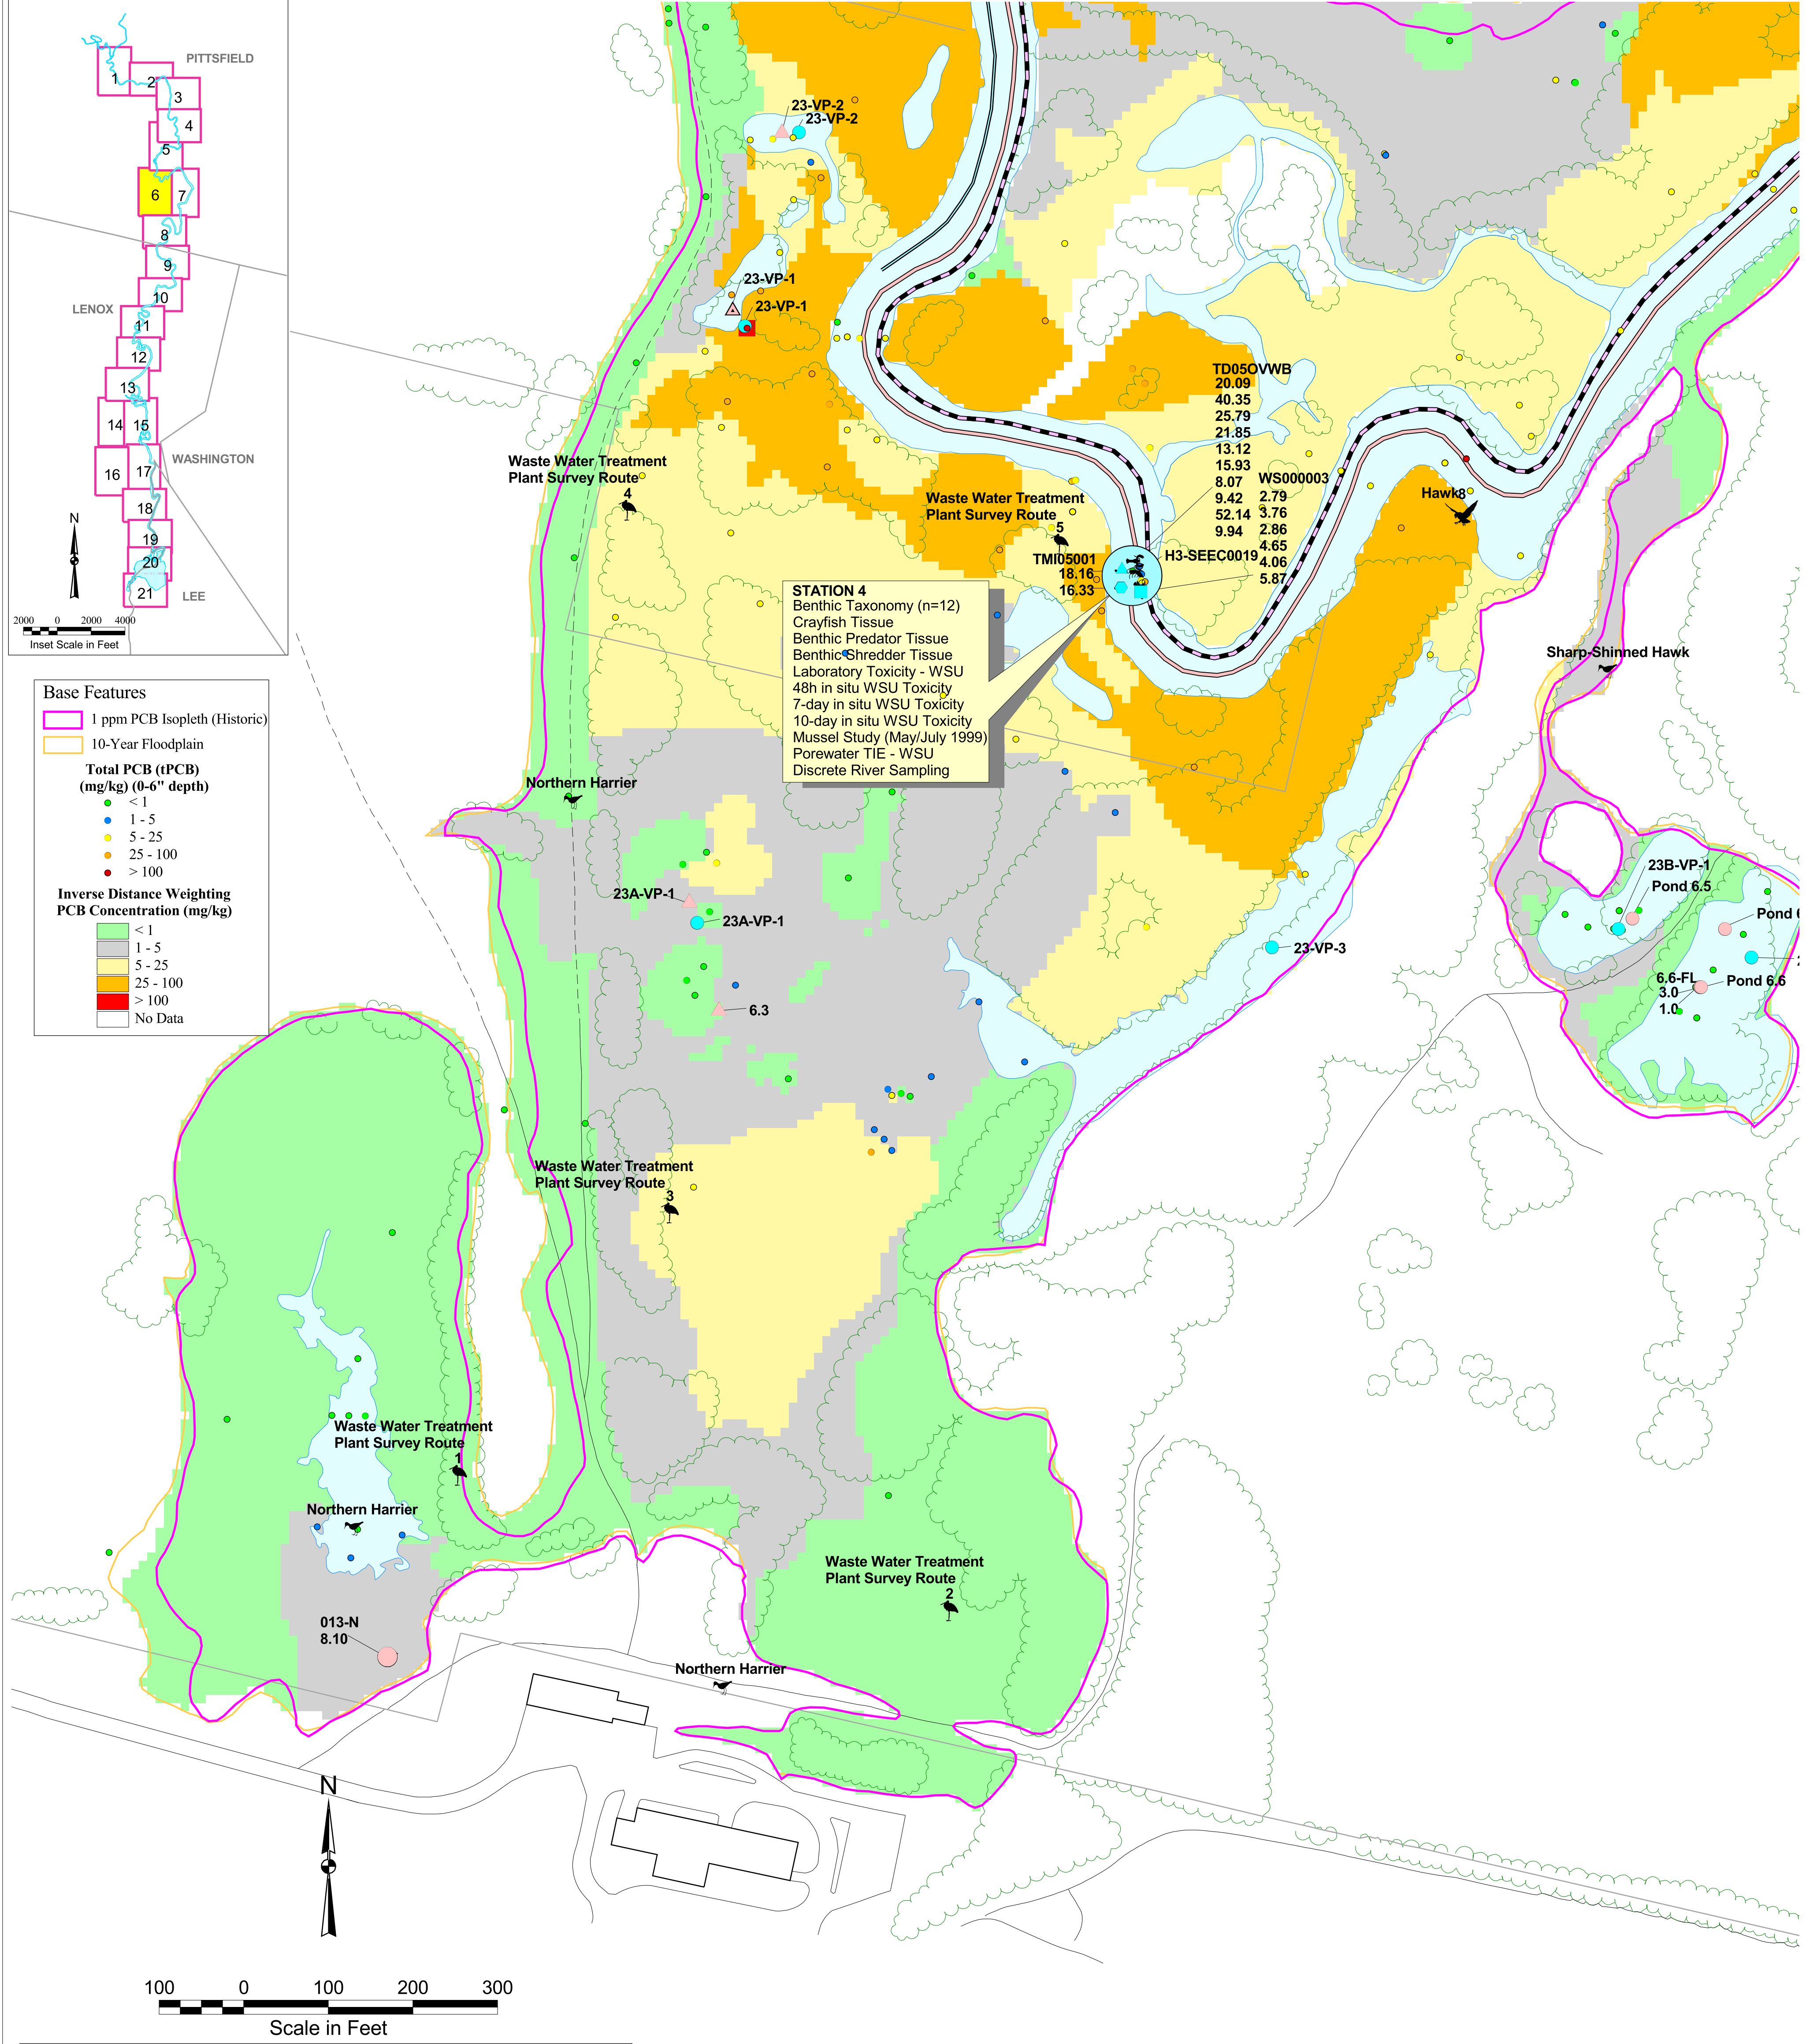 PITTSFIELD
1
2
3
4
5
6
7
8
9
10
LENOX
11
12
13
14
15
WASHINGTON
16
17
18
19
20
21
LEE
N
2000 0 2000 4000
Inset Scale in Feet
Base Features
1 ppm PCB Isopleth (Historic)
10-Year Floodplain
Total PCB (tPCB)
(mg/kg) (0-6" depth)
< 1
1 - 5
5 - 25
25 - 100
> 100
Inverse Distance Weighting
PCB Concentration (mg/kg)
< 1
1 - 5
5 - 25
25 - 100
> 100
No Data
23-VP-2
23-VP-2
23-VP-1
23-VP-1
Waste Water Treatment
Plant Survey Route
4
Waste Water Treatment
Plant Survey Route
5
TD05OVWB
20.09
40.35
25.79
21.85
13.12
15.93
8.07
9.42
52.14
9.94
WS000003
2.79
3.76
2.86
4.65
4.06
5.87
Hawk8
TMI05001
18.16
16.33
H3-SEEC0019
STATION 4
Benthic Taxonomy (n=12)
Crayfish Tissue
Benthic Predator Tissue
Benthic Shredder Tissue
Laboratory Toxicity - WSU
48h in situ WSU Toxicity
7-day in situ WSU Toxicity
10-day in situ WSU Toxicity
Mussel Study (May/July 1999)
Porewater TIE - WSU
Discrete River Sampling
Sharp-Shinned Hawk
Northern Harrier
23A-VP-1
23A-VP-1
6.3
23-VP-3
23B-VP-1
Pond 6.5
Pond 6
2
6.6-FL
3.0
1.0
Pond 6.6
Waste Water Treatment
Plant Survey Route
3
Waste Water Treatment
Plant Survey Route
1
Northern Harrier
013-N
8.10
Waste Water Treatment
Plant Survey Route
2
Northern Harrier
N
100 0 100 200 300
Scale in Feet